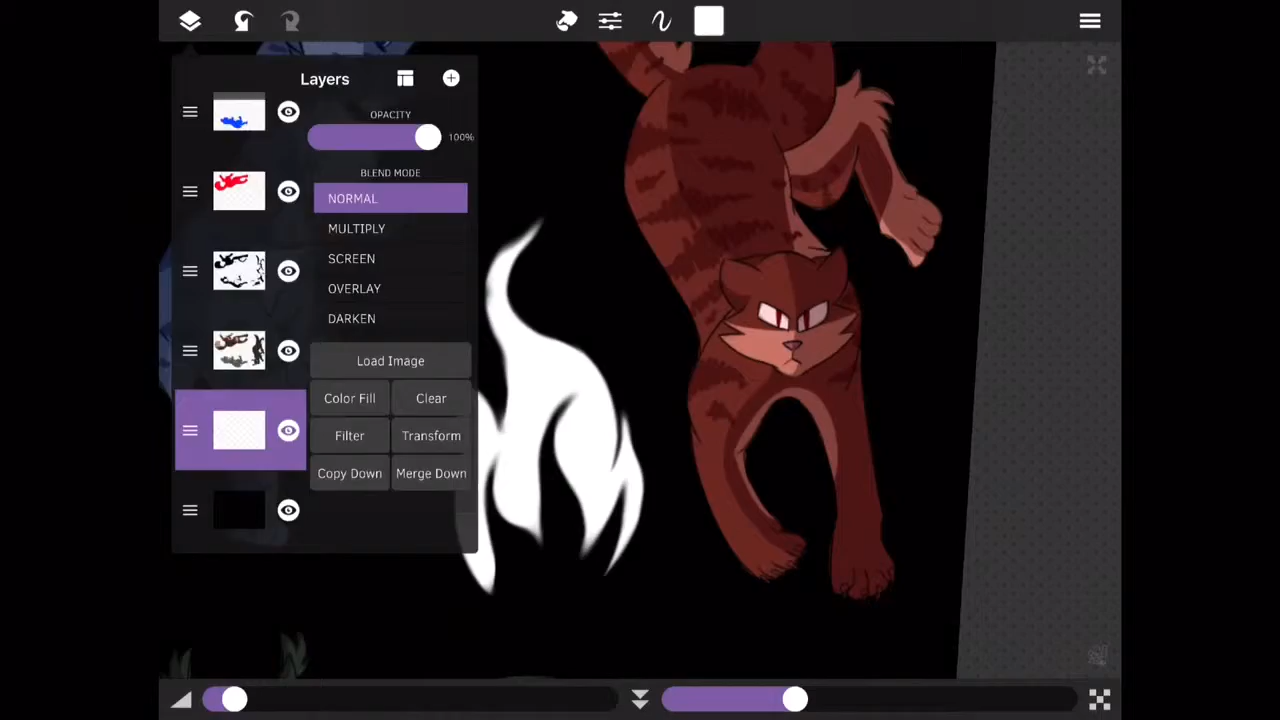 Layers
OPACITY
100%
BLEND MODE
NORMAL
MULTIPLY
SCREEN
OVERLAY
DARKEN
Load Image
Color Fill Clear
Filter Transform
Copy Down Merge Down